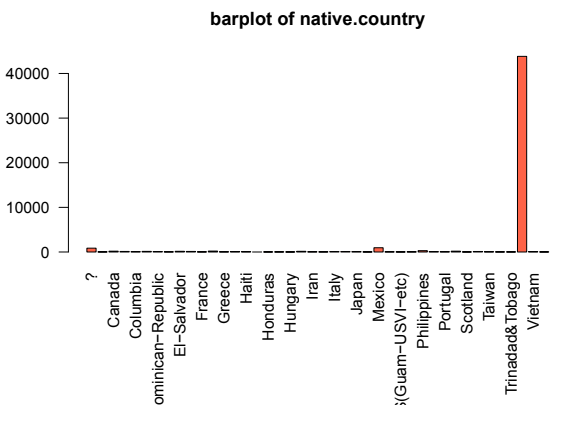 barplot of native.country
40000
30000
20000
10000
0
?
Canada
Columbia
ominican−Republic
El−Salvador
France
Greece
Haiti
Honduras
Hungary
Iran
Italy
Japan
Mexico
s(Guam−USVI−etc)
Philippines
Portugal
Scotland
Taiwan
Trinadad&Tobago
Vietnam